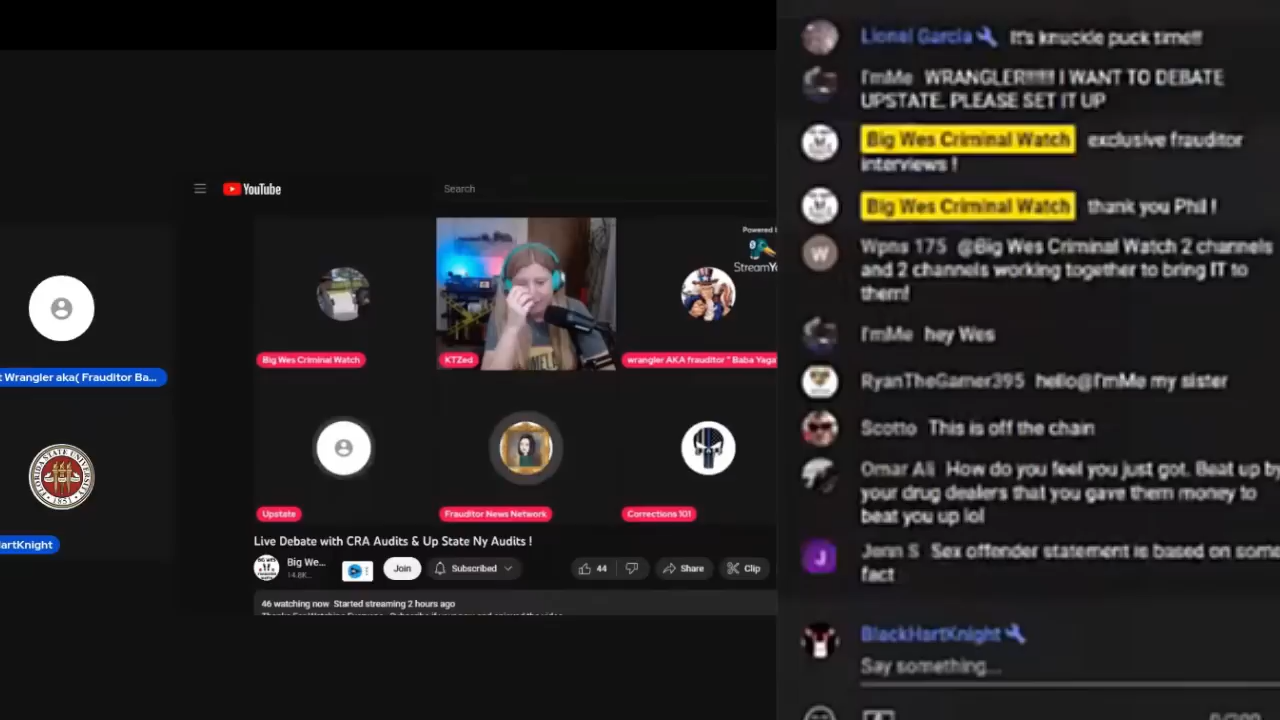 Lionel Garcia It's knuckle puck time!!
I'mMe WRANGLER!!!!!! I WANT TO DEBATE
UPSTATE. PLEASE SET IT UP
Big Wes Criminal Watch exclusive frauditor
interviews !
Big Wes Criminal Watch thank you Phil !
Wpns 175 @Big Wes Criminal Watch 2 channels
and 2 channels working together to bring IT to
them!
I'mMe hey Wes
RyanTheGamer395 hello@I'mMe my sister
Scotto This is off the chain
Omar Ali How do you feel you just got. Beat up by
your drug dealers that you gave them money to
beat you up lol
Jenn S Sex offender statement is based on some
fact
BlackHartKnight
Say something...
YouTube
Search
Powered
StreamY
Big Wes Criminal Watch
KTZed
wrangler AKA frauditor " Baba Yaga
t Wrangler aka( Frauditor Ba...
FLORIDA STATE UNIVERSITY
1851
artKnight
Upstate
Frauditor News Network
Corrections 101
Live Debate with CRA Audits & Up State Ny Audits !
Big We...
14.8K
Join
Subscribed
44
Share
Clip
46 watching now Started streaming 2 hours ago